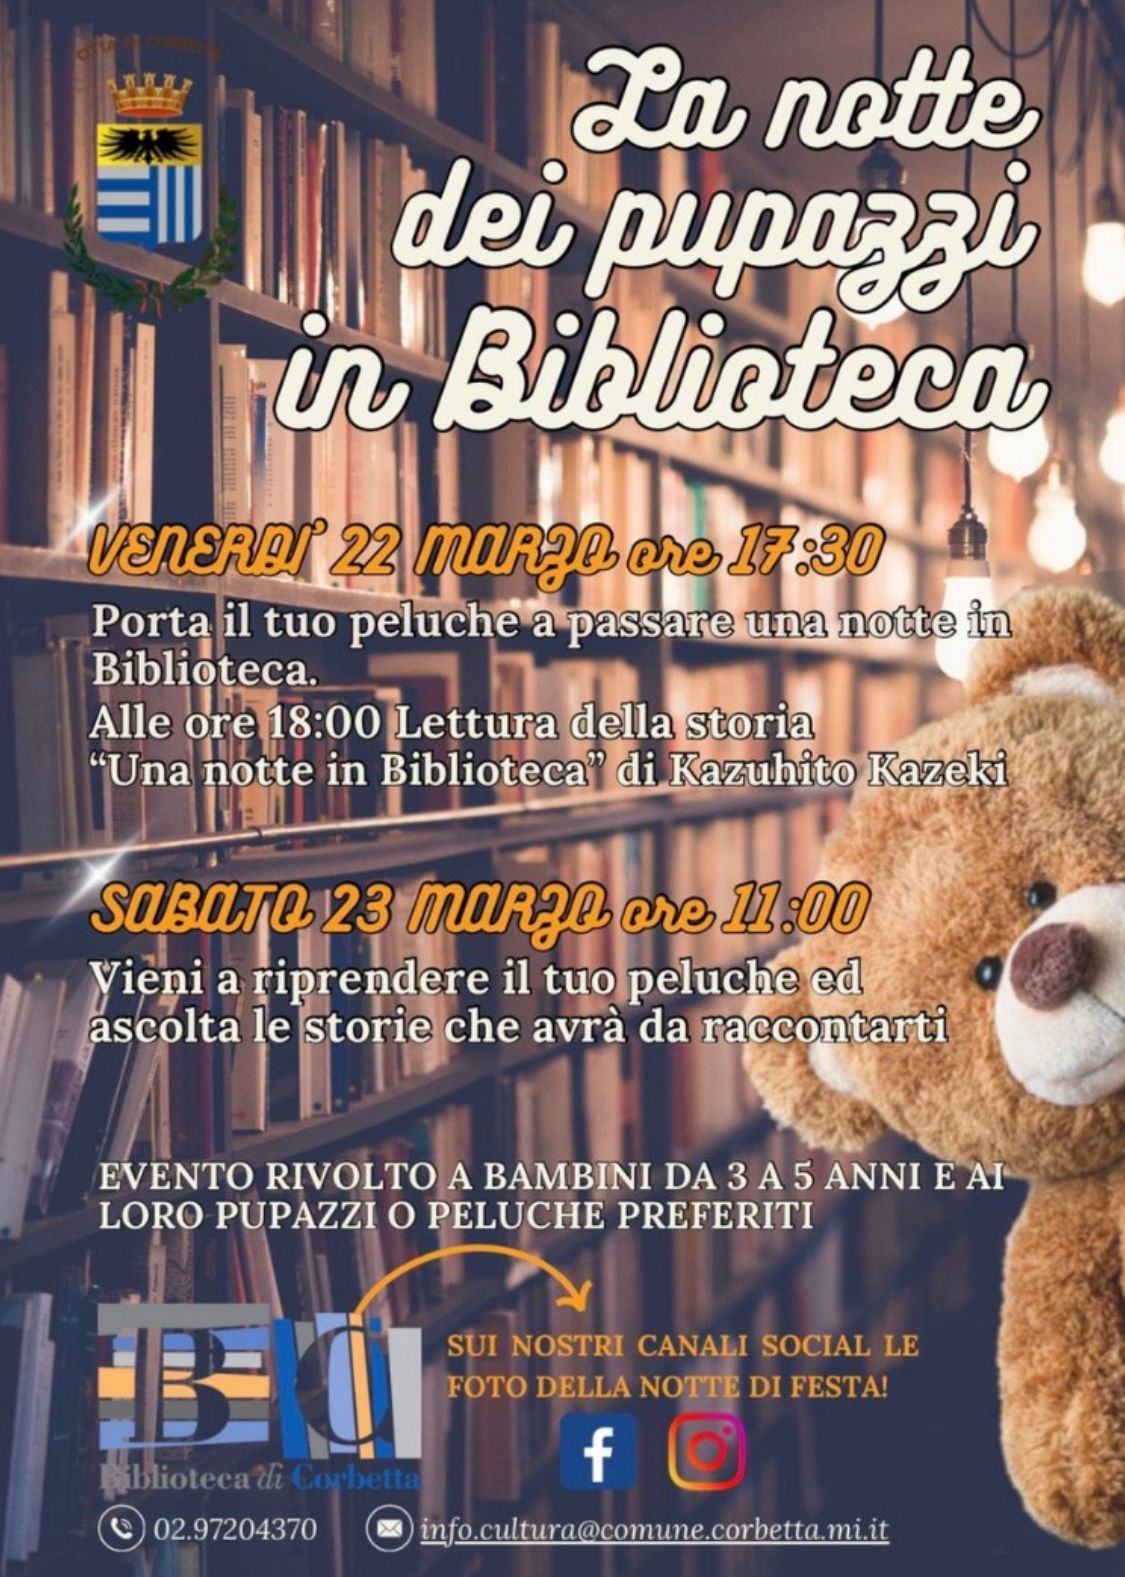 CITTÀ DI CORBETTA
La notte
dei pupazzi
in Biblioteca
VENERDI' 22 MARZO ore 17:30
Porta il tuo peluche a passare una notte in
Biblioteca.
Alle ore 18:00 Lettura della storia
“Una notte in Biblioteca” di Kazuhito Kazeki
SABATO 23 MARZO ore 11:00
Vieni a riprendere il tuo peluche ed
ascolta le storie che avrà da raccontarti
EVENTO RIVOLTO A BAMBINI DA 3 A 5 ANNI E AI
LORO PUPAZZI O PELUCHE PREFERITI
SUI NOSTRI CANALI SOCIAL LE
FOTO DELLA NOTTE DI FESTA!
BC
Biblioteca di Corbetta
02.97204370
info.cultura@comune.corbetta.mi.it